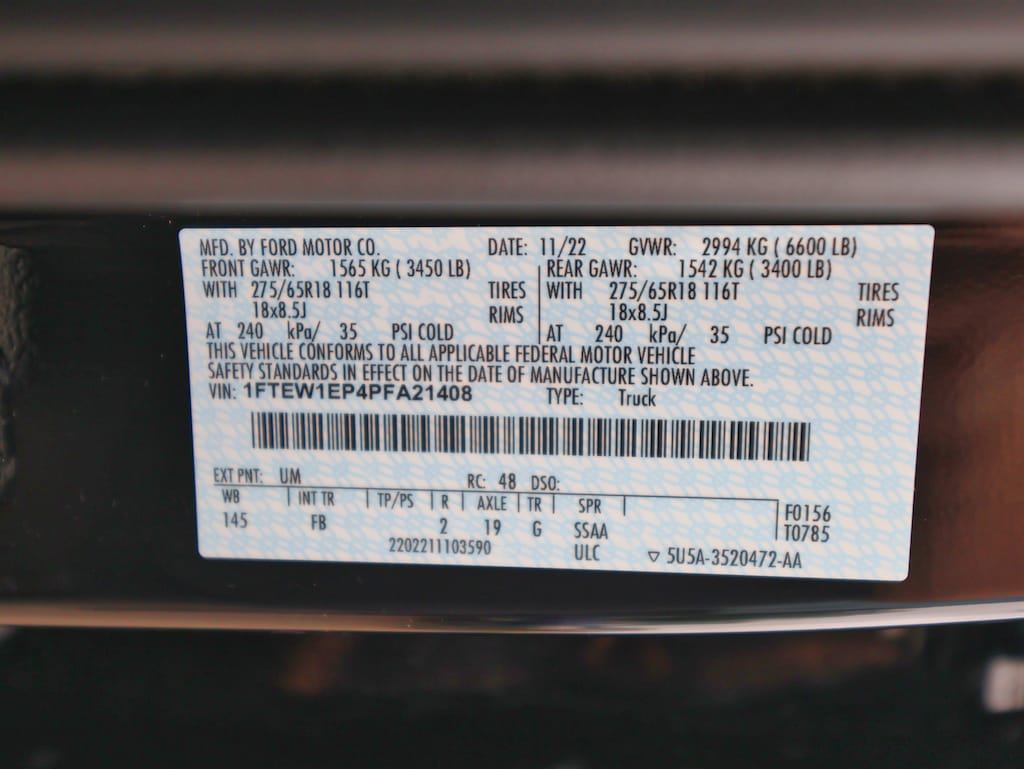 MFD. BY FORD MOTOR CO. DATE: 11/22 GVWR: 2994 KG ( 6600 LB)
FRONT GAWR: 1565 KG ( 3450 LB) REAR GAWR: 1542 KG ( 3400 LB)
WITH 275/65R18 116T TIRES WITH 275/65R18 116T TIRES
18x8.5J RIMS 18x8.5J RIMS
AT 240 kPa/ 35 PSI COLD AT 240 kPa/ 35 PSI COLD
THIS VEHICLE CONFORMS TO ALL APPLICABLE FEDERAL MOTOR VEHICLE
SAFETY STANDARDS IN EFFECT ON THE DATE OF MANUFACTURE SHOWN ABOVE.
VIN: 1FTEW1EP4PFA21408 TYPE: Truck
EXT PNT: UM RC: 48 DSO:
WB INT TR TP/PS R AXLE TR SPR F0156
145 FB 2 19 G SSAA T0785
2202211103590 ULC ▽ 5U5A-3520472-AA